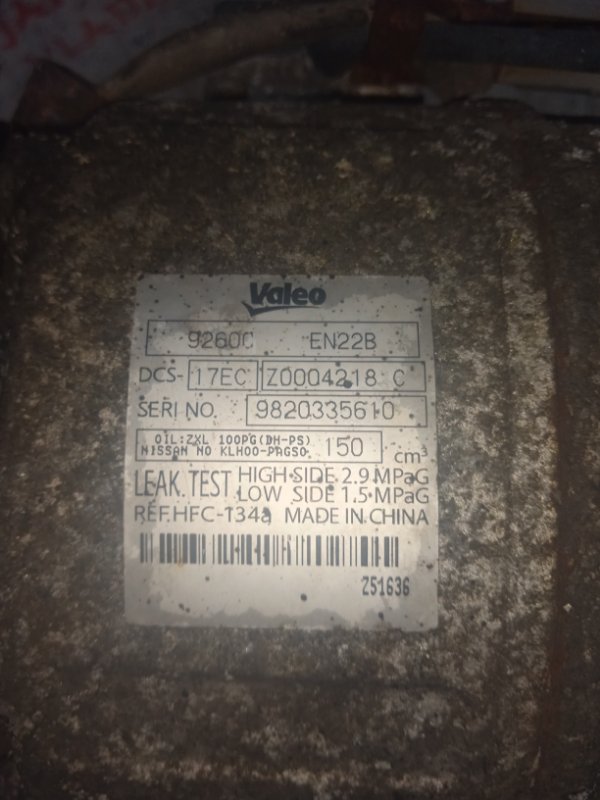 Valeo
92600 EN22B
DCS- 17EC Z0004218 C
SERI NO. 9820335610
OIL:ZXL 100PG(DH-PS)
NISSAN NO KLH00-PAGS0 150 cm³
LEAK. TEST HIGH SIDE 2.9 MPaG
LOW SIDE 1.5 MPaG
REF.HFC-134a MADE IN CHINA
Z51636